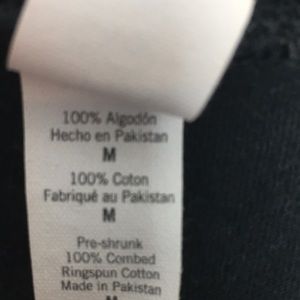 100% Algodón
Hecho en Pakistan
M
100% Coton
Fabriqué au Pakistan
M
Pre-shrunk
100% Combed
Ringspun Cotton
Made in Pakistan
M